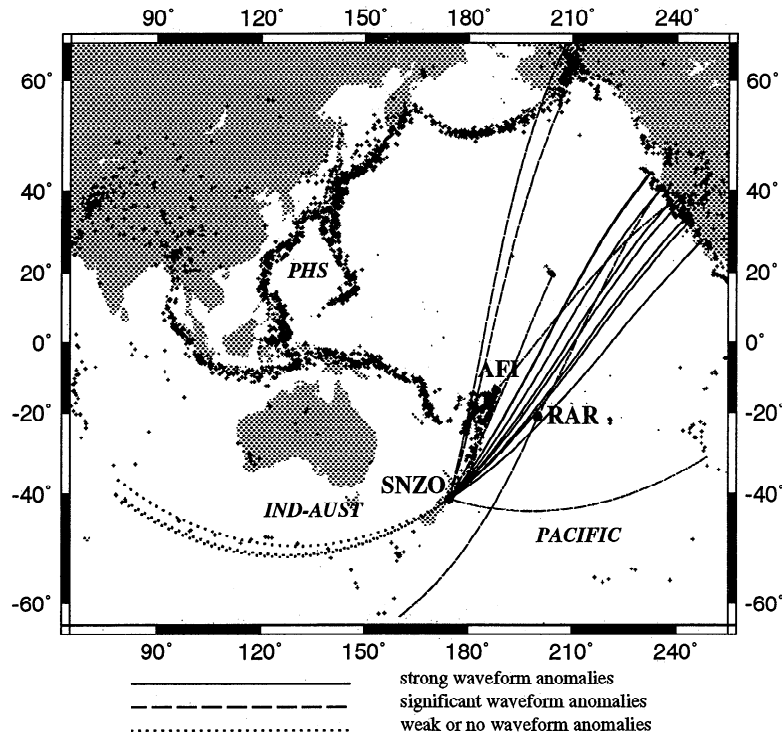 90° 120° 150° 180° 210° 240°
60° 60°
40° 40°
20° PHS 20°
0° 0°
AFI
-20° RAR -20°
SNZO
-40° IND-AUST -40°
PACIFIC
-60° -60°
90° 120° 150° 180° 210° 240°
strong waveform anomalies
significant waveform anomalies
weak or no waveform anomalies